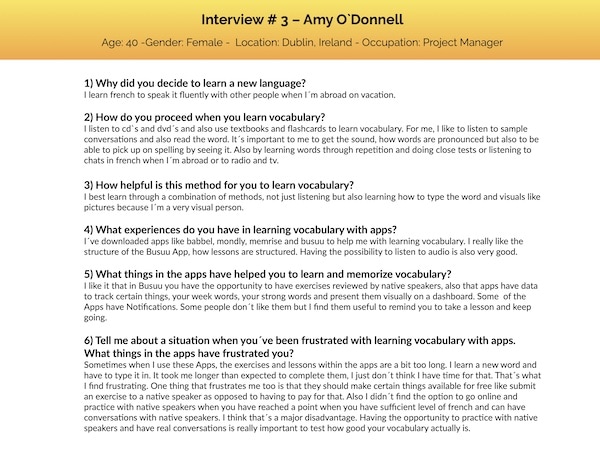 Interview # 3 – Amy O`Donnell
Age: 40 -Gender: Female - Location: Dublin, Ireland - Occupation: Project Manager
1) Why did you decide to learn a new language?
I learn french to speak it fluently with other people when I´m abroad on vacation.
2) How do you proceed when you learn vocabulary?
I listen to cd´s and dvd´s and also use textbooks and flashcards to learn vocabulary. For me, I like to listen to sample
conversations and also read the word. It´s important to me to get the sound, how words are pronounced but also to be
able to pick up on spelling by seeing it. Also by learning words through repetition and doing close tests or listening to
chats in french when I´m abroad or to radio and tv.
3) How helpful is this method for you to learn vocabulary?
I best learn through a combination of methods, not just listening but also learning how to type the word and visuals like
pictures because I´m a very visual person.
4) What experiences do you have in learning vocabulary with apps?
I´ve downloaded apps like babbel, mondly, memrise and busuu to help me with learning vocabulary. I really like the
structure of the Busuu App, how lessons are structured. Having the possibility to listen to audio is also very good.
5) What things in the apps have helped you to learn and memorize vocabulary?
I like it that in Busuu you have the opportunity to have exercises reviewed by native speakers, also that apps have data
to track certain things, your week words, your strong words and present them visually on a dashboard. Some of the
Apps have Notifications. Some people don´t like them but I find them useful to remind you to take a lesson and keep
going.
6) Tell me about a situation when you´ve been frustrated with learning vocabulary with apps.
What things in the apps have frustrated you?
Sometimes when I use these Apps, the exercises and lessons within the apps are a bit too long. I learn a new word and
have to type it in. It took me longer than expected to complete them, I just don´t think I have time for that. That´s what
I find frustrating. One thing that frustrates me too is that they should make certain things available for free like submit
an exercise to a native speaker as opposed to having to pay for that. Also I didn´t find the option to go online and
practice with native speakers when you have reached a point when you have sufficient level of french and can have
conversations with native speakers. I think that´s a major disadvantage. Having the opportunity to practice with native
speakers and have real conversations is really important to test how good your vocabulary actually is.